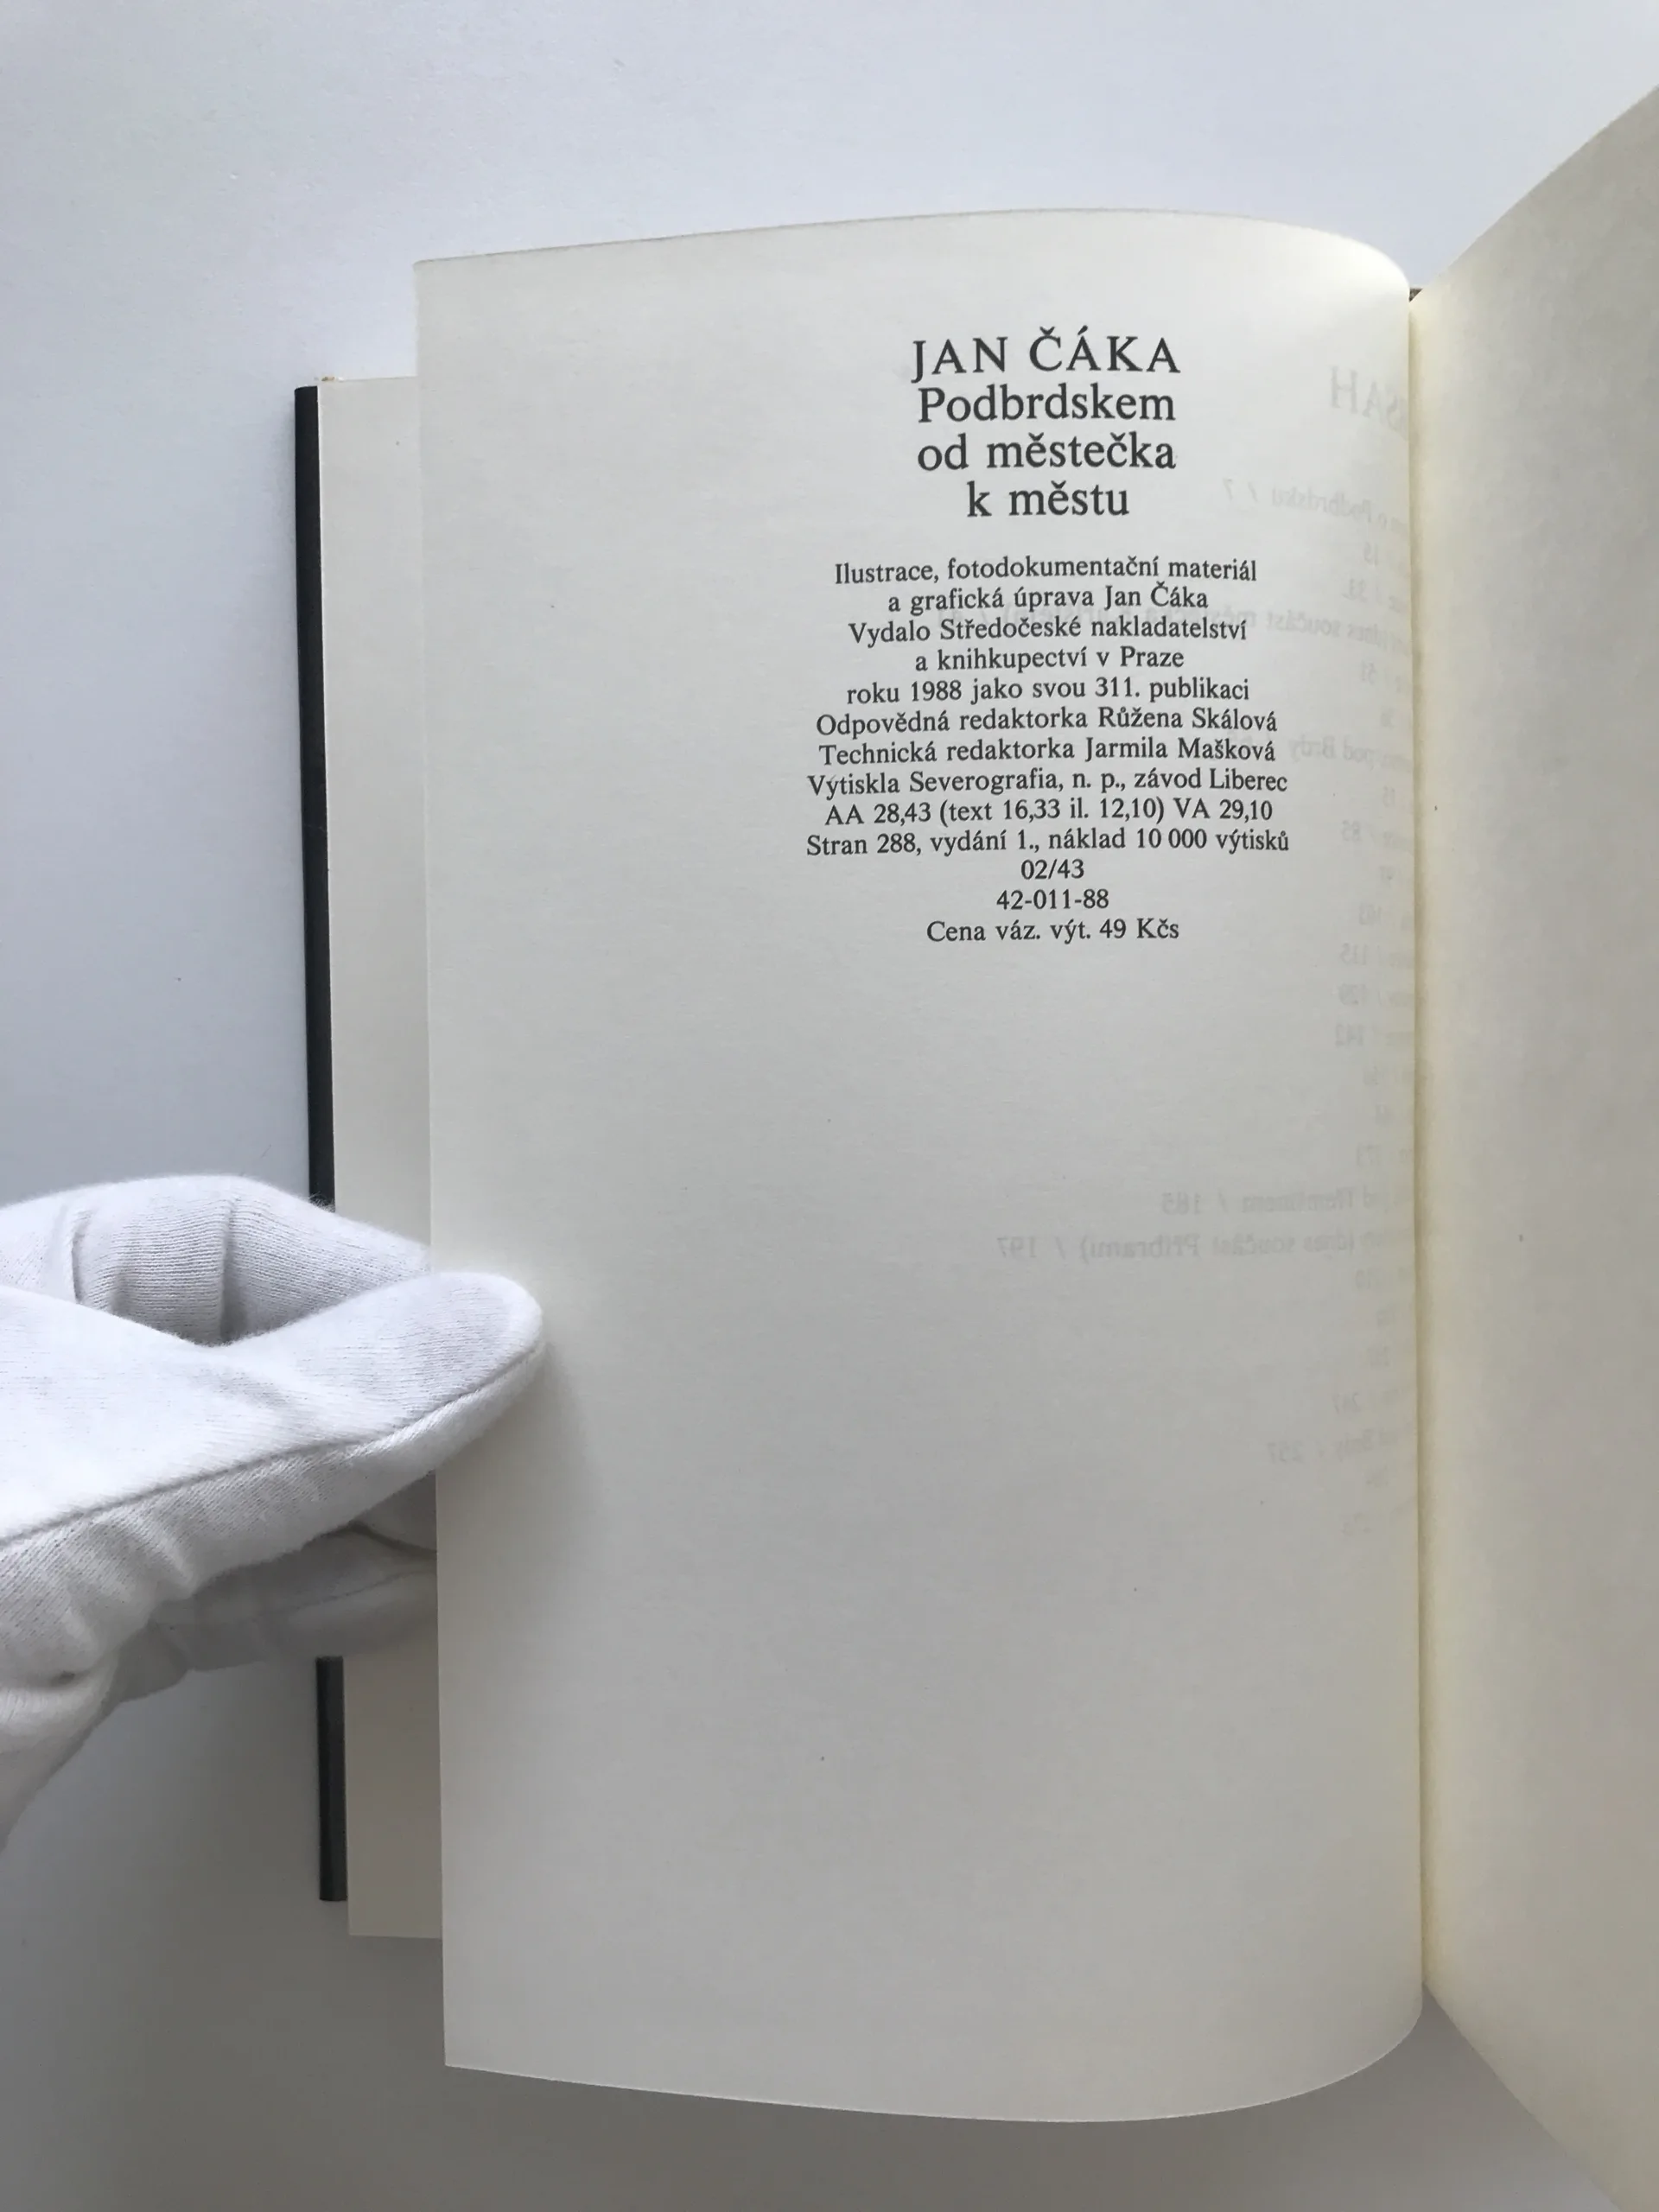 JAN ČÁKA
Podbrdskem
od městečka
k městu
Ilustrace, fotodokumentační materiál
a grafická úprava Jan Čáka
Vydalo Středočeské nakladatelství
a knihkupectví v Praze
roku 1988 jako svou 311. publikaci
Odpovědná redaktorka Růžena Skálová
Technická redaktorka Jarmila Mašková
Vytiskla Severografia, n. p., závod Liberec
AA 28,43 (text 16,33 il. 12,10) VA 29,10
Stran 288, vydání 1., náklad 10 000 výtisků
02/43
42-011-88
Cena váz. výt. 49 Kčs